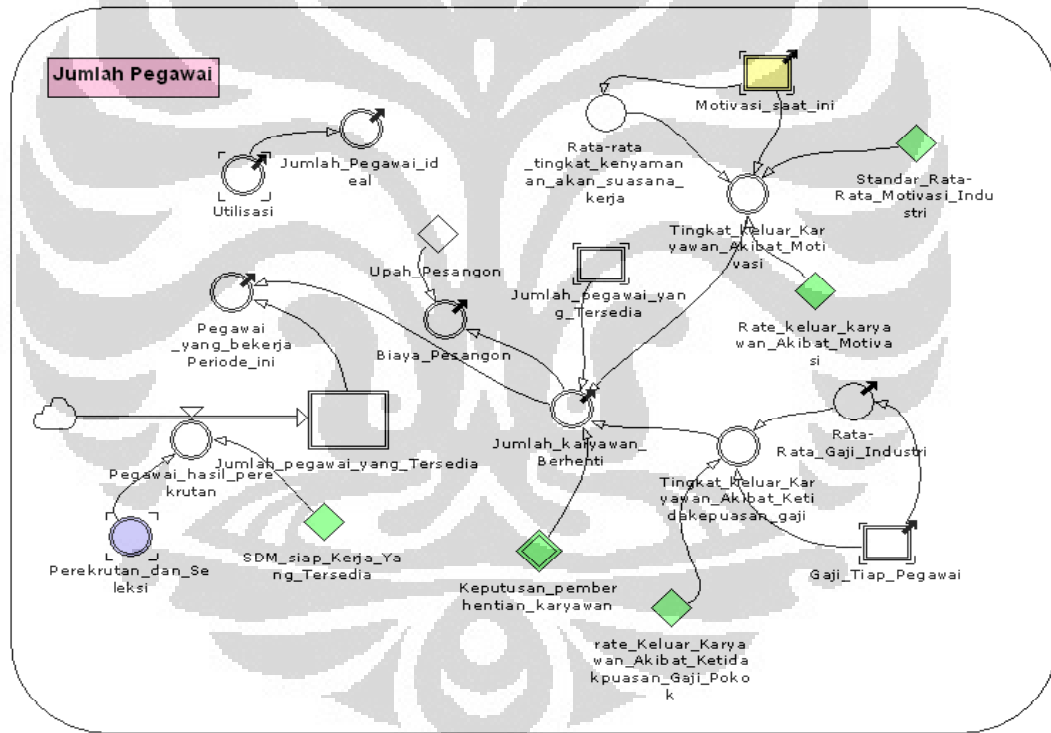 Jumlah Pegawai
Motivasi_saat_ini
Jumlah_Pegawai_id
eal
Utilisasi
Rata-rata
_tingkat_kenyaman
an_akan_suasana_
kerja
Standar_Rata-
Rata_Motivasi_Indu
stri
Tingkat_keluar_Kar
yawan_Akibat_Moti
vasi
Upah_Pesangon
Jumlah_pegawai_yan
g_Tersedia
Rate_keluar_karya
wan_Akibat_Motiva
si
Pegawai
_yang_bekerja
Periode_ini
Biaya_Pesangon
Jumlah_karyawan_
Berhenti
Rata-
Rata_Gaji_Industri
Jumlah_pegawai_yang_Tersedia
Pegawai_hasil_pere
krutan
Tingkat_keluar_Kar
yawan_Akibat_Keti
dakepuasan_gaji
Perekrutan_dan_Se
leksi
SDM_siap_Kerja_Ya
ng_Tersedia
Keputusan_pember
hentian_karyawan
Gaji_Tiap_Pegawai
rate_Keluar_Karya
wan_Akibat_Ketida
kpuasan_Gaji_Poko
k